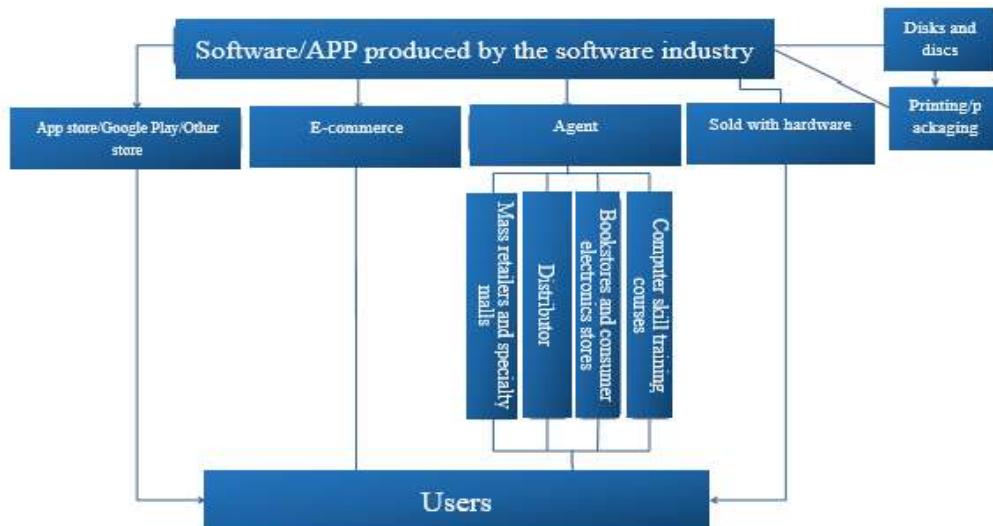 Software/APP produced by the software industry
Disks and
discs
Printing/p
ackaging
App store/Google Play/Other
store
E-commerce
Agent
Sold with hardware
Mass retailers and specialty
malls
Distributor
Bookstores and consumer
electronics stores
Computer skill training
courses
Users